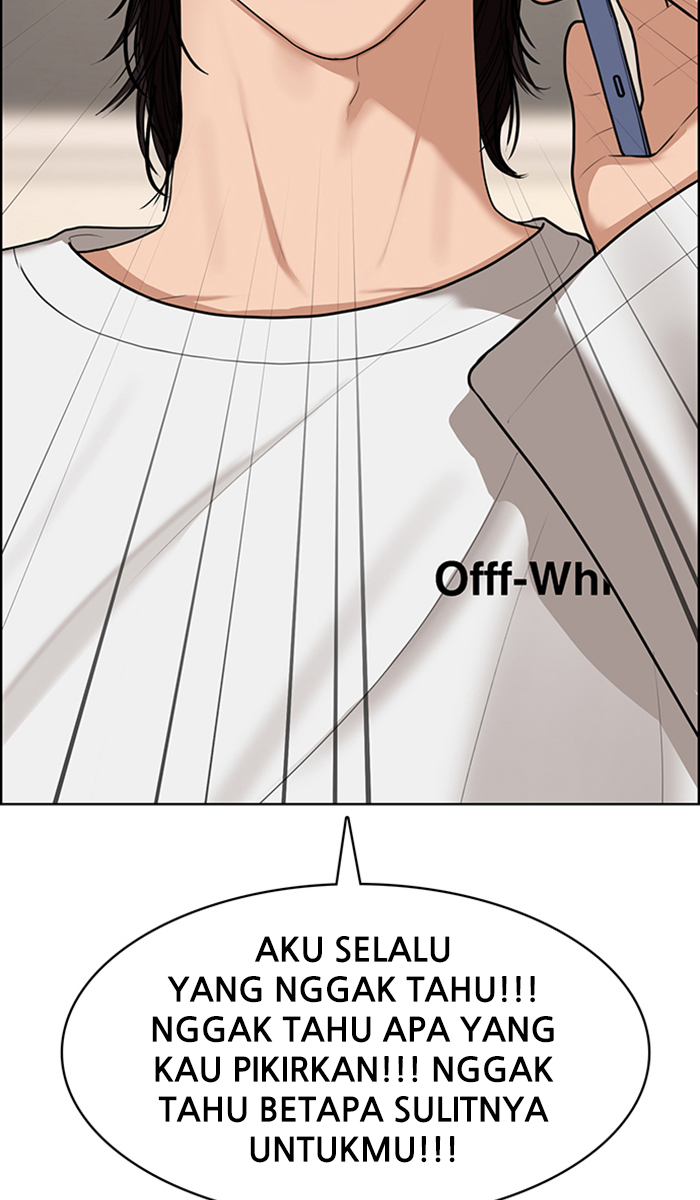 Offf-Whi
AKU SELALU
YANG NGGAK TAHU!!!
NGGAK TAHU APA YANG
KAU PIKIRKAN!!! NGGAK
TAHU BETAPA SULITNYA
UNTUKMU!!!